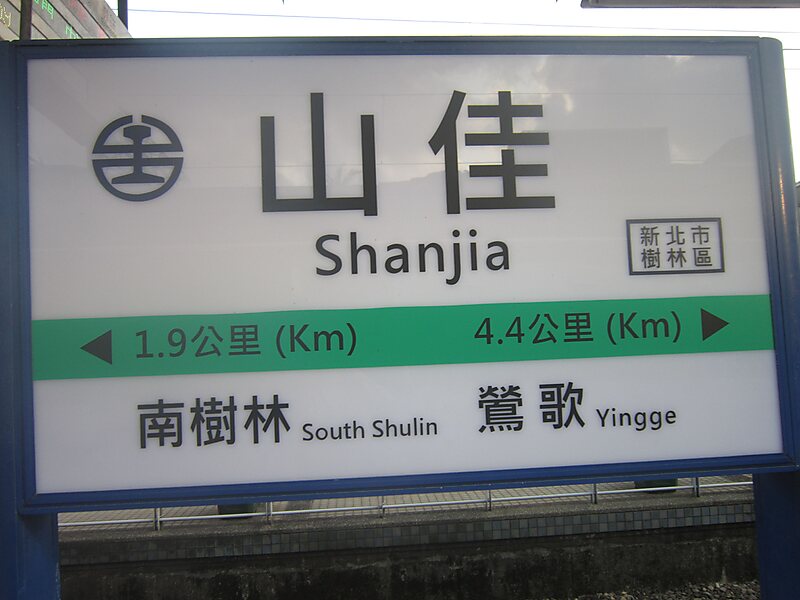 山佳
Shanjia
新北市
樹林區
1.9公里 (Km) 4.4公里 (Km)
南樹林 South Shulin 鶯歌 Yingge